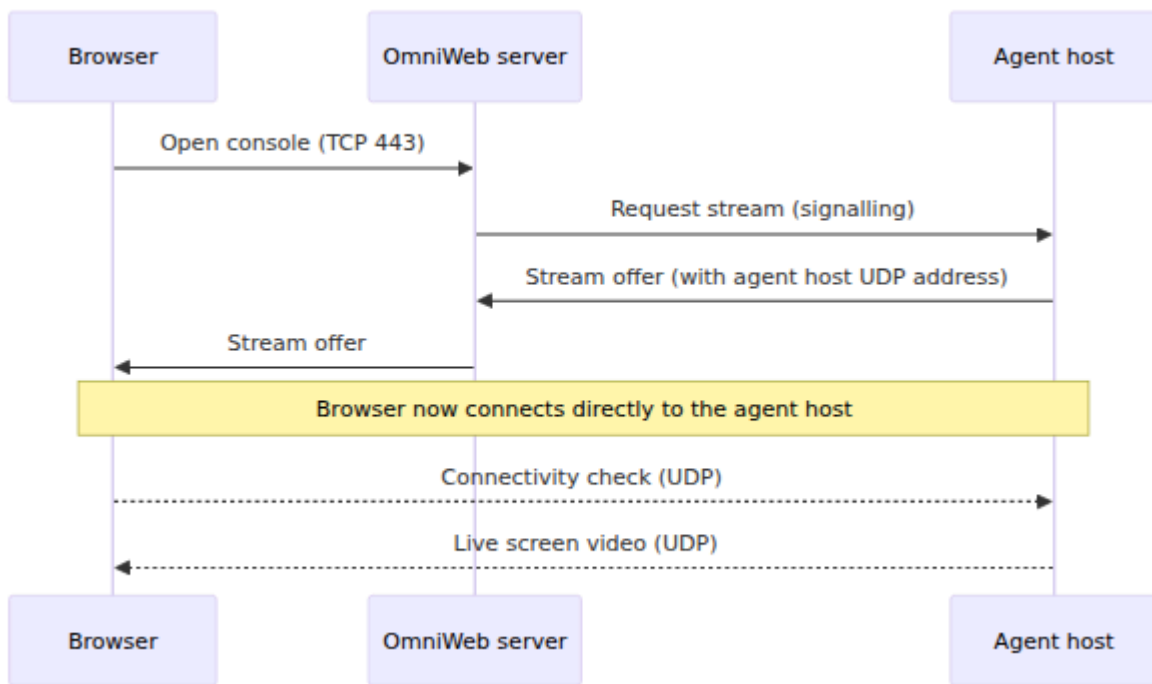 Browser
OmniWeb server
Agent host
Open console (TCP 443)
Request stream (signalling)
Stream offer (with agent host UDP address)
Stream offer
Browser now connects directly to the agent host
Connectivity check (UDP)
Live screen video (UDP)
Browser
OmniWeb server
Agent host